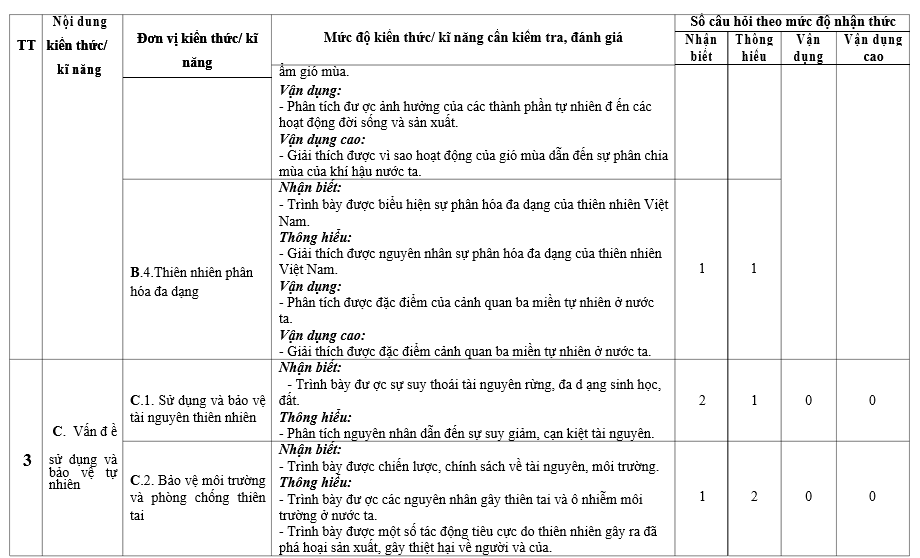 TT
Nội dung
kiến thức/
kĩ năng
Đơn vị kiến thức/ kĩ
năng
Mức độ kiến thức/ kĩ năng cần kiểm tra, đánh giá
Số câu hỏi theo mức độ nhận thức
Nhận
biết
Thông
hiểu
Vận
dụng
Vận dụng
cao
ẩm gió mùa.
Vận dụng:
- Phân tích đư ợc ảnh hưởng của các thành phần tự nhiên đ ến các
hoạt động đời sống và sản xuất.
Vận dụng cao:
- Giải thích được vì sao hoạt động của gió mùa dẫn đến sự phân chia
mùa của khí hậu nước ta.
B.4.Thiên nhiên phân
hóa đa dạng
Nhận biết:
- Trình bày được biểu hiện sự phân hóa đa dạng của thiên nhiên Việt
Nam.
Thông hiểu:
- Giải thích được nguyên nhân sự phân hóa đa dạng của thiên nhiên
Việt Nam.
Vận dụng:
- Phân tích được đặc điểm của cảnh quan ba miền tự nhiên ở nước
ta.
Vận dụng cao:
- Giải thích được đặc điểm cảnh quan ba miền tự nhiên ở nước ta.
1
1
3
C. Vấn đ ề
sử dụng và
bảo vệ tự
nhiên
C.1. Sử dụng và bảo vệ
tài nguyên thiên nhiên
Nhận biết:
- Trình bày đư ợc sự suy thoái tài nguyên rừng, đa d ạng sinh học,
đất.
Thông hiểu:
- Phân tích nguyên nhân dẫn đến sự suy giảm, cạn kiệt tài nguyên.
2
1
0
0
C.2. Bảo vệ môi trường
và phòng chống thiên
tai
Nhận biết:
- Trình bày được chiến lược, chính sách về tài nguyên, môi trường.
Thông hiểu:
- Trình bày đư ợc các nguyên nhân gây thiên tai và ô nhiễm môi
trường ở nước ta.
- Trình bày được một số tác động tiêu cực do thiên nhiên gây ra đã
phá hoại sản xuất, gây thiệt hại về người và của.
1
2
0
0